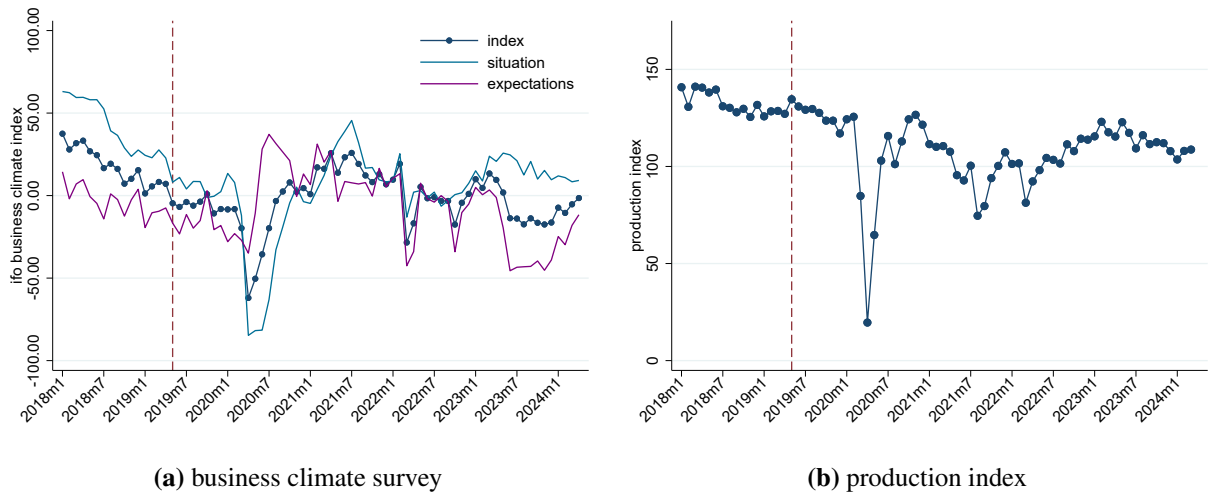 ifo business climate index
100.00
50.00
0.00
-50.00
-100.00
index
situation
expectations
2018m1
2018m7
2019m1
2019m7
2020m1
2020m7
2021m1
2021m7
2022m1
2022m7
2023m1
2023m7
2024m1
(a) business climate survey
production index
150
100
50
0
2018m1
2018m7
2019m1
2019m7
2020m1
2020m7
2021m1
2021m7
2022m1
2022m7
2023m1
2023m7
2024m1
(b) production index